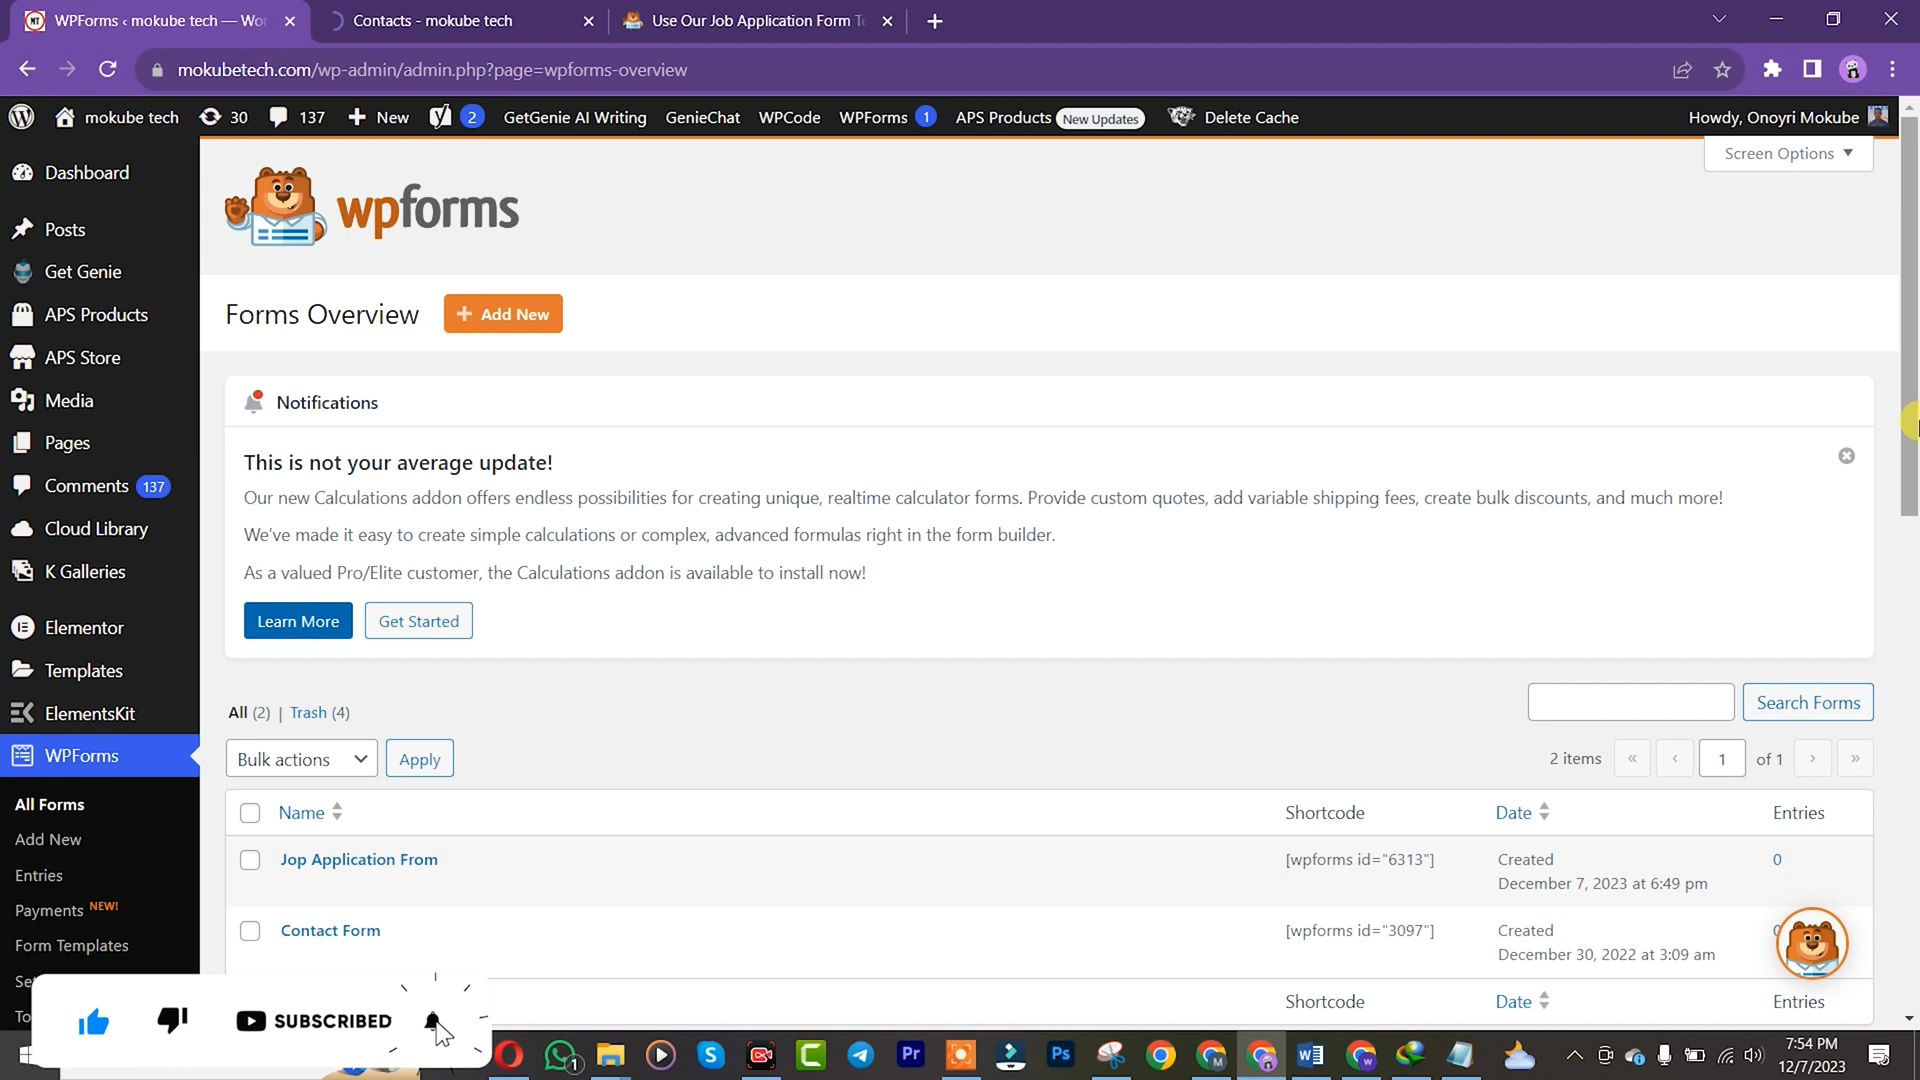 WPForms ‹ mokube tech — Wo
Contacts - mokube tech
Use Our Job Application Form Te
mokubetech.com/wp-admin/admin.php?page=wpforms-overview
mokube tech
30
137
New
2
GetGenie AI Writing
GenieChat
WPCode
WPForms 1
APS Products New Updates
Delete Cache
Howdy, Onoyri Mokube
Screen Options
Dashboard
Posts
Get Genie
APS Products
APS Store
Media
Pages
Comments 137
Cloud Library
K Galleries
Elementor
Templates
ElementsKit
WPForms
All Forms
Add New
Entries
Payments NEW!
Form Templates
wpforms
Forms Overview
+ Add New
Notifications
This is not your average update!
Our new Calculations addon offers endless possibilities for creating unique, realtime calculator forms. Provide custom quotes, add variable shipping fees, create bulk discounts, and much more!
We've made it easy to create simple calculations or complex, advanced formulas right in the form builder.
As a valued Pro/Elite customer, the Calculations addon is available to install now!
Learn More
Get Started
All (2) | Trash (4)
Search Forms
Bulk actions
Apply
2 items « ‹ 1 of 1 › »
Name
Shortcode
Date
Entries
Jop Application From
[wpforms id="6313"]
Created
December 7, 2023 at 6:49 pm
0
Contact Form
[wpforms id="3097"]
Created
December 30, 2022 at 3:09 am
Shortcode
Date
Entries
SUBSCRIBED
7:54 PM
12/7/2023